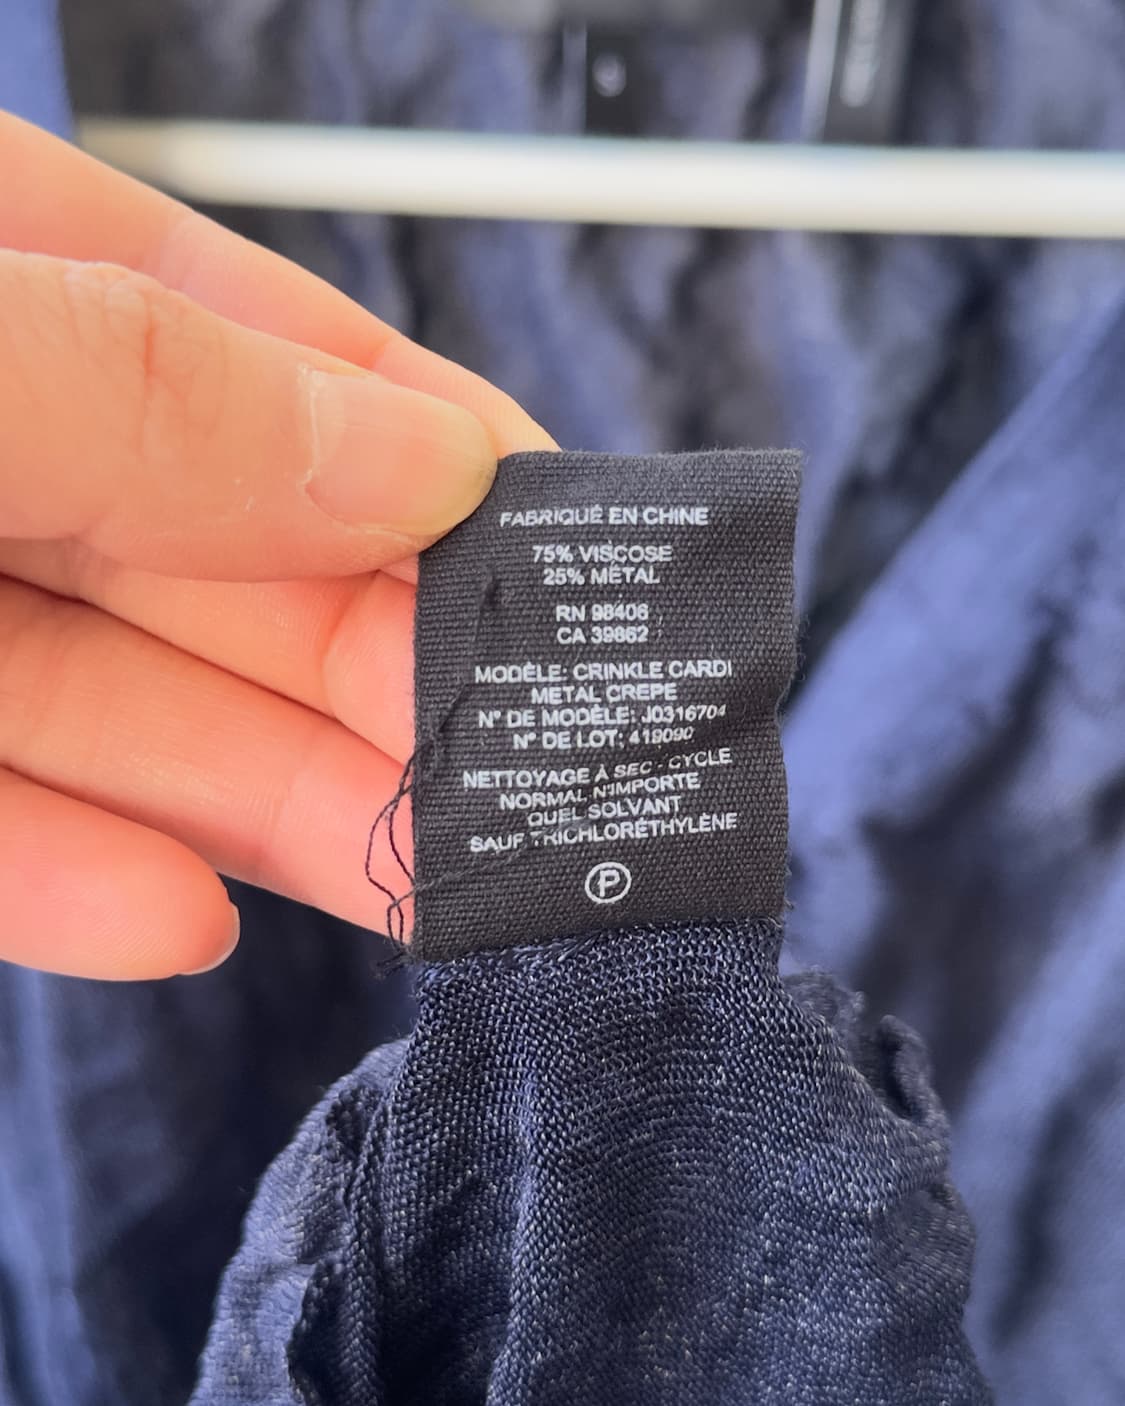 FABRIQUÉ EN CHINE
75% VISCOSE
25% MÉTAL
RN 98406
CA 39862
MODÈLE: CRINKLE CARDI
METAL CREPE
N° DE MODÈLE: J0316704
N° DE LOT: 419090
NETTOYAGE À SEC - CYCLE
NORMAL N'IMPORTE
QUEL SOLVANT
SAUF TRICHLORÉTHYLÈNE
P